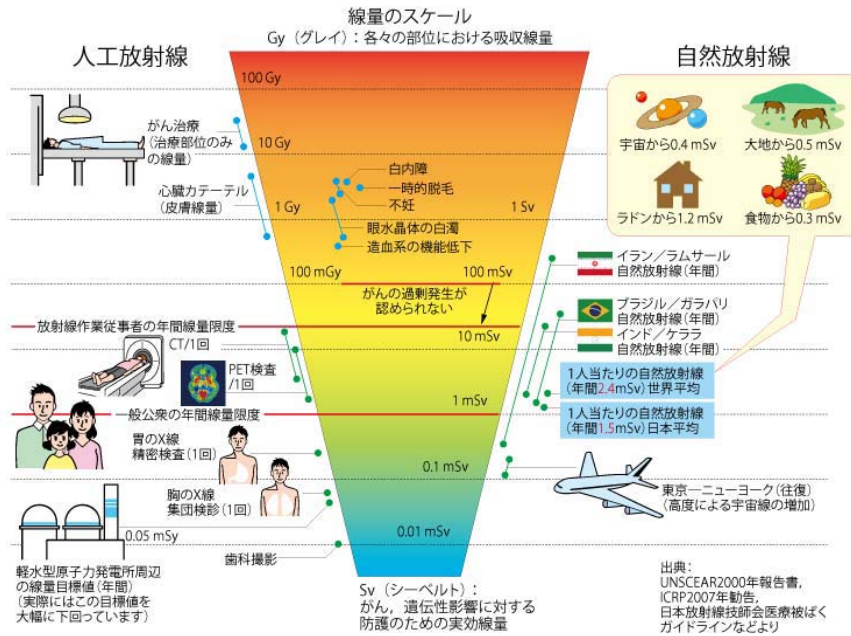 線量のスケール
Gy（グレイ）：各々の部位における吸収線量
人工放射線
自然放射線
100 Gy
がん治療
（治療部位のみ
の線量）
10 Gy
心臓カテーテル
（皮膚線量）
1 Gy
白内障
一時的脱毛
不妊
1 Sv
眼水晶体の白濁
造血系の機能低下
宇宙から0.4 mSv
大地から0.5 mSv
ラドンから1.2 mSv
食物から0.3 mSv
100 mGy
100 mSv
がんの過剰発生が
認められない
イラン／ラムサール
自然放射線（年間）
ブラジル／ガラパリ
自然放射線（年間）
インド／ケララ
自然放射線（年間）
放射線作業従事者の年間線量限度
10 mSv
CT/1回
PET検査
/1回
1人当たりの自然放射線
（年間2.4mSv）世界平均
1 mSv
一般公衆の年間線量限度
1人当たりの自然放射線
（年間1.5mSv）日本平均
胃のX線
精密検査（1回）
0.1 mSv
胸のX線
集団検診（1回）
東京―ニューヨーク（往復）
（高度による宇宙線の増加）
0.05 mSy
0.01 mSv
歯科撮影
軽水型原子力発電所周辺
の線量目標値（年間）
（実際にはこの目標値を
大幅に下回っています）
Sv（シーベルト）：
がん，遺伝性影響に対する
防護のための実効線量
出典：
UNSCEAR2000年報告書，
ICRP2007年勧告，
日本放射線技師会医療被ばく
ガイドラインなどより